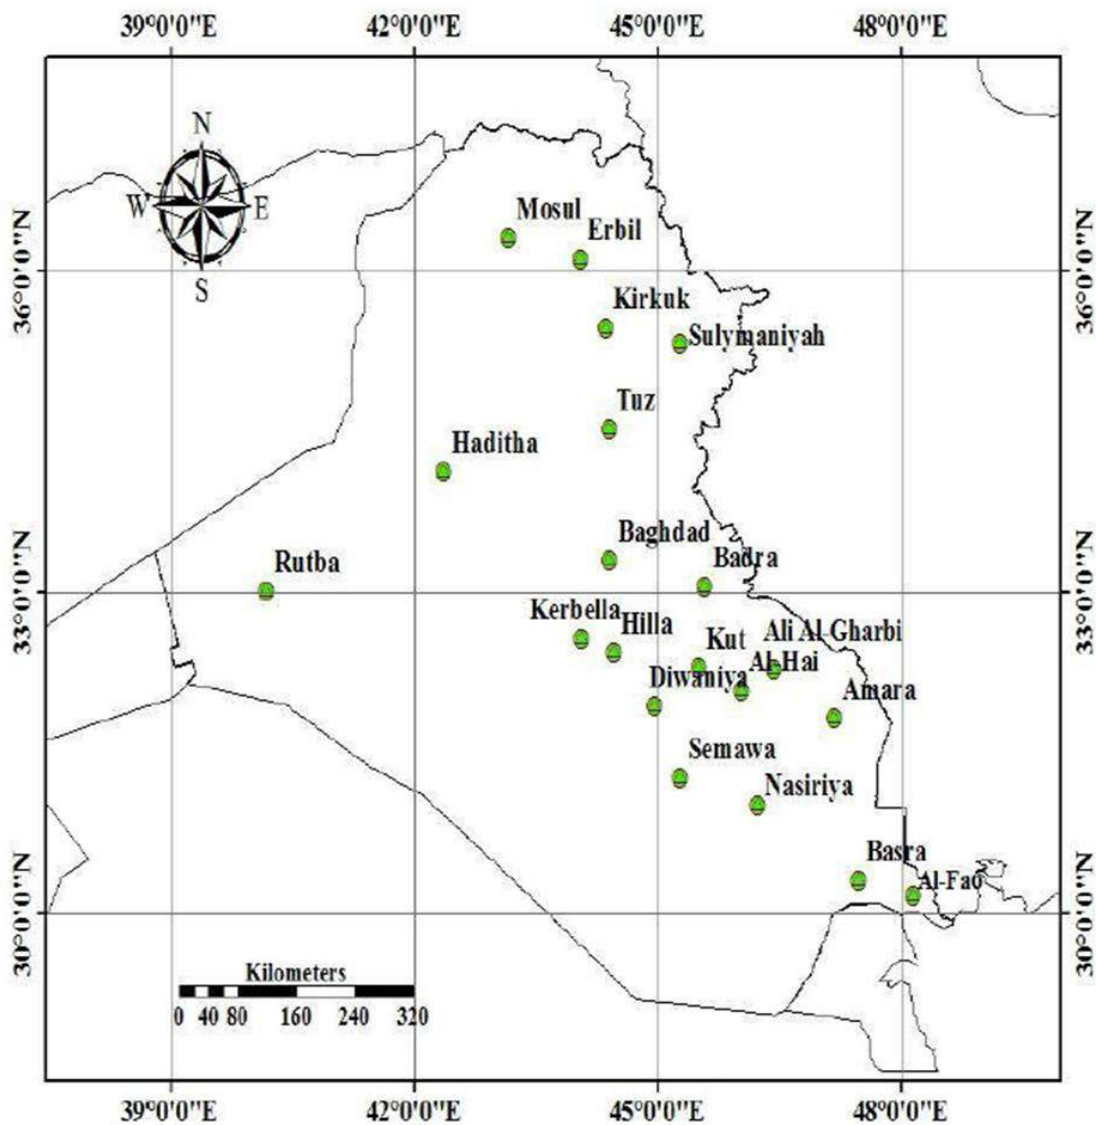 39°0'0"E 42°0'0"E 45°0'0"E 48°0'0"E
N
W E
S
36°0'0"N
36°0'0"N
33°0'0"N
33°0'0"N
30°0'0"N
30°0'0"N
Mosul
Erbil
Kirkuk
Sulymaniyah
Tuz
Haditha
Baghdad
Badra
Rutba
Kerbella
Hilla
Kut
Ali Al-Gharbi
Al-Hai
Diwaniya
Amara
Semawa
Nasiriya
Basra
Al-Fao
Kilometers
0 40 80 160 240 320
39°0'0"E 42°0'0"E 45°0'0"E 48°0'0"E